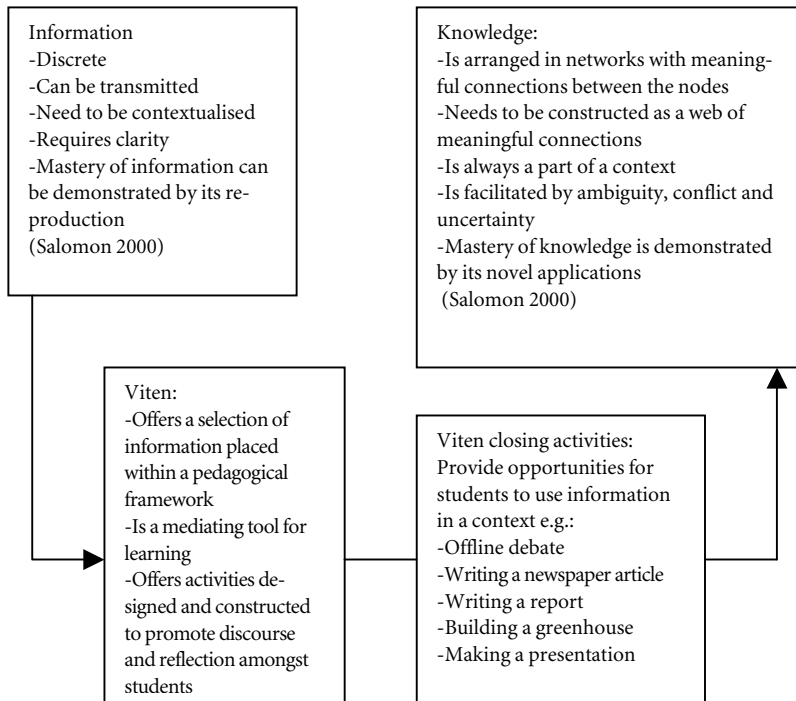 Information
-Discrete
-Can be transmitted
-Need to be contextualised
-Requires clarity
-Mastery of information can
be demonstrated by its re-
production
(Salomon 2000)
Knowledge:
-Is arranged in networks with meaning-
ful connections between the nodes
-Needs to be constructed as a web of
meaningful connections
-Is always a part of a context
-Is facilitated by ambiguity, conflict and
uncertainty
-Mastery of knowledge is demonstrated
by its novel applications
(Salomon 2000)
Viten:
-Offers a selection of
information placed
within a pedagogical
framework
-Is a mediating tool for
learning
-Offers activities de-
signed and constructed
to promote discourse
and reflection amongst
students
Viten closing activities:
Provide opportunities for
students to use information
in a context e.g.:
-Offline debate
-Writing a newspaper article
-Writing a report
-Building a greenhouse
-Making a presentation